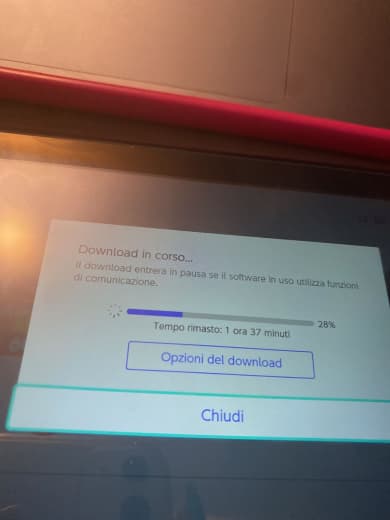 Download in corso...
Il download entrerà in pausa se il software in uso utilizza funzioni
di comunicazione.
28%
Tempo rimasto: 1 ora 37 minuti
Opzioni del download
Chiudi